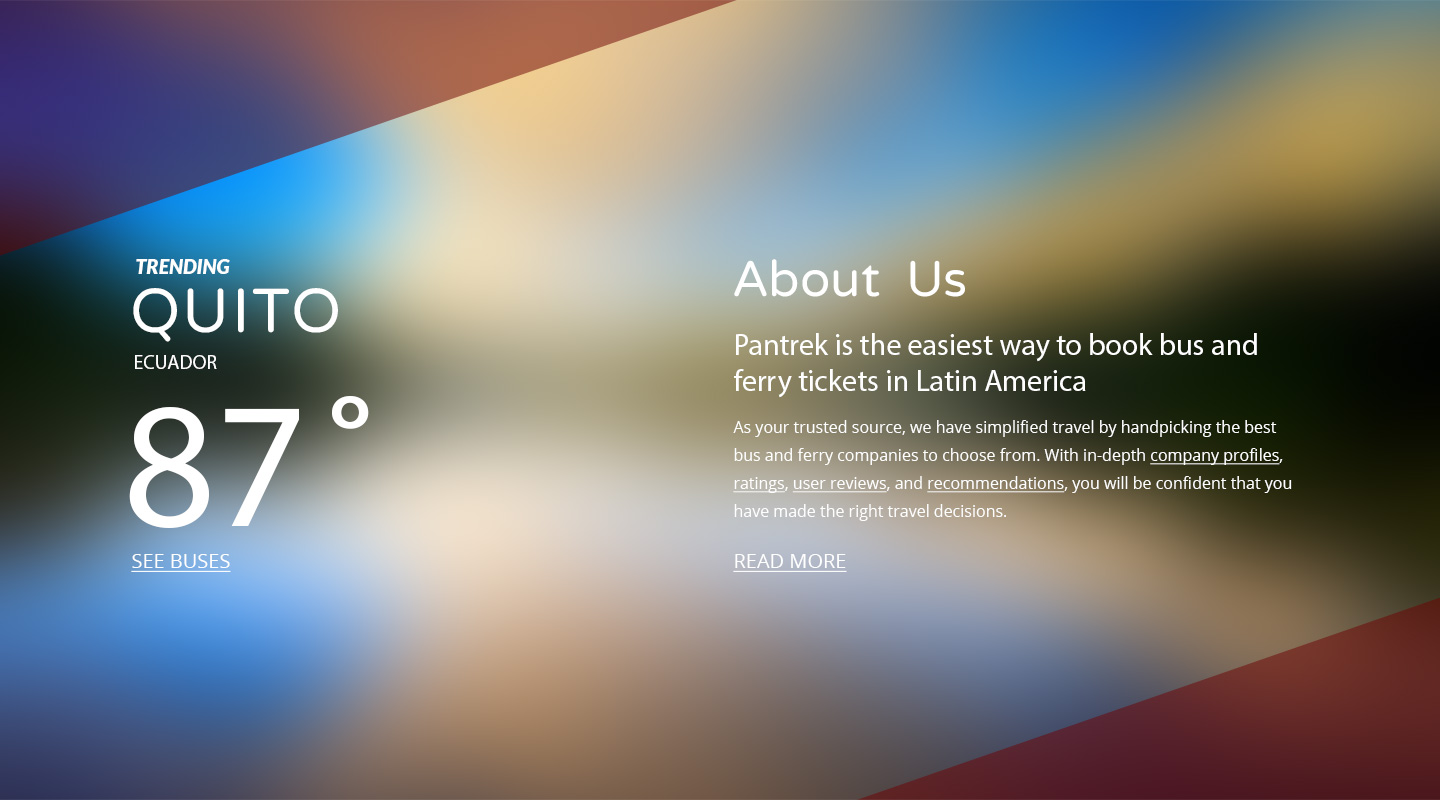 TRENDING
QUITO
ECUADOR
87°
SEE BUSES
About Us
Pantrek is the easiest way to book bus and
ferry tickets in Latin America
As your trusted source, we have simplified travel by handpicking the best
bus and ferry companies to choose from. With in-depth company profiles,
ratings, user reviews, and recommendations, you will be confident that you
have made the right travel decisions.
READ MORE